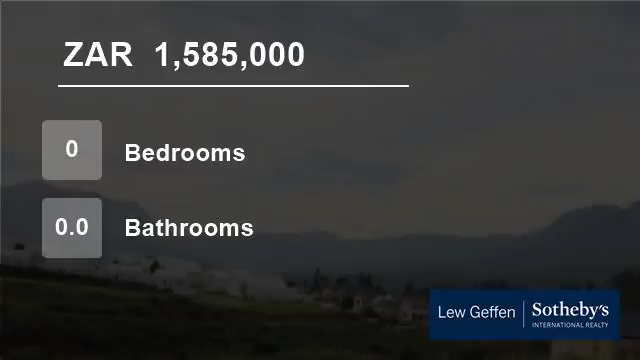 ZAR 1,585,000
0 Bedrooms
0.0 Bathrooms
Lew Geffen | Sotheby's
INTERNATIONAL REALTY